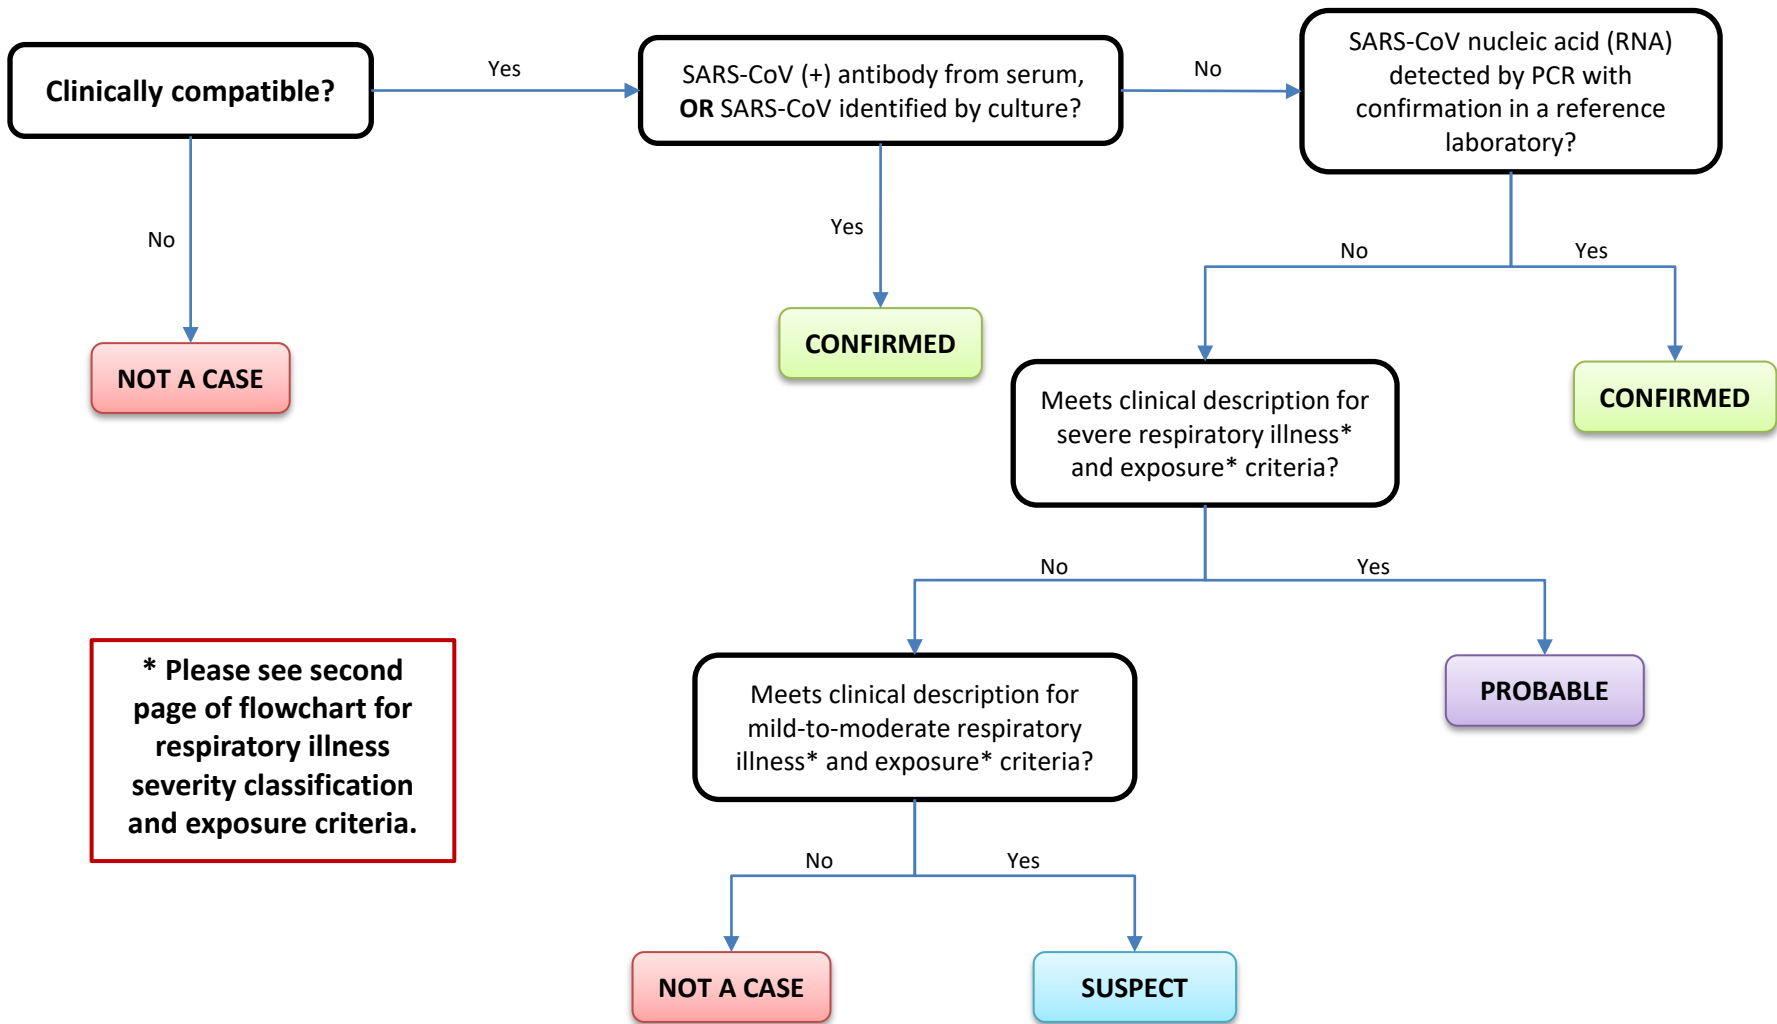 Clinically compatible?
Yes
SARS-CoV (+) antibody from serum,
OR SARS-CoV identified by culture?
No
SARS-CoV nucleic acid (RNA)
detected by PCR with
confirmation in a reference
laboratory?
No
Yes
No
Yes
NOT A CASE
CONFIRMED
CONFIRMED
Meets clinical description for
severe respiratory illness*
and exposure* criteria?
No
Yes
* Please see second
page of flowchart for
respiratory illness
severity classification
and exposure criteria.
Meets clinical description for
mild-to-moderate respiratory
illness* and exposure* criteria?
PROBABLE
No
Yes
NOT A CASE
SUSPECT